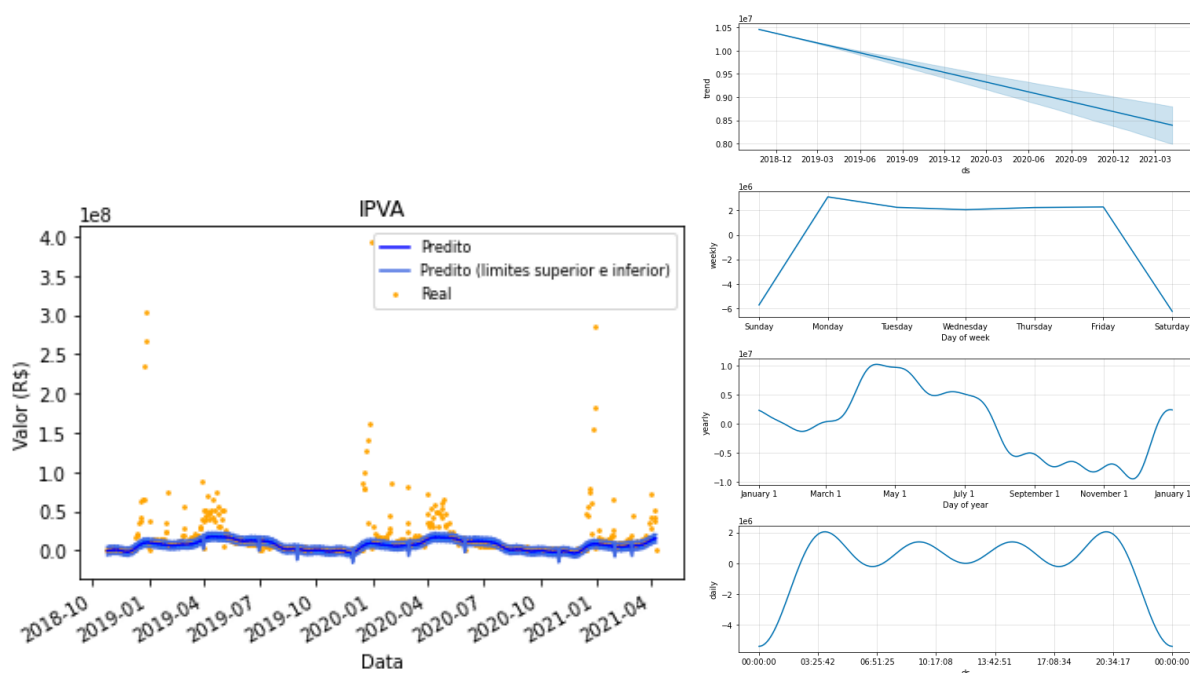 IPVA
1e8
4.0
3.5
3.0
2.5
2.0
1.5
1.0
0.5
0.0
Valor (R$)
Predito
Predito (limites superior e inferior)
Real
2018-10
2019-01
2019-04
2019-07
2019-10
2020-01
2020-04
2020-07
2020-10
2021-01
2021-04
Data
1e7
1.05
1.00
0.95
0.90
0.85
0.80
trend
2018-12 2019-03 2019-06 2019-09 2019-12 2020-03 2020-06 2020-09 2020-12 2021-03
ds
1e6
2
0
−2
−4
−6
weekly
Sunday Monday Tuesday Wednesday Thursday Friday Saturday
Day of week
1e7
1.0
0.5
0.0
−0.5
−1.0
yearly
January 1 March 1 May 1 July 1 September 1 November 1 January 1
Day of year
1e6
2
0
−2
−4
daily
00:00:00 03:25:42 06:51:25 10:17:08 13:42:51 17:08:34 20:34:17 00:00:00